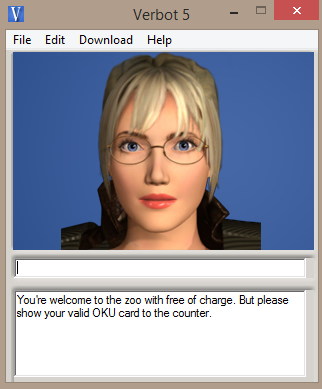 Verbot 5
File Edit Download Help
You're welcome to the zoo with free of charge. But please
show your valid OKU card to the counter.